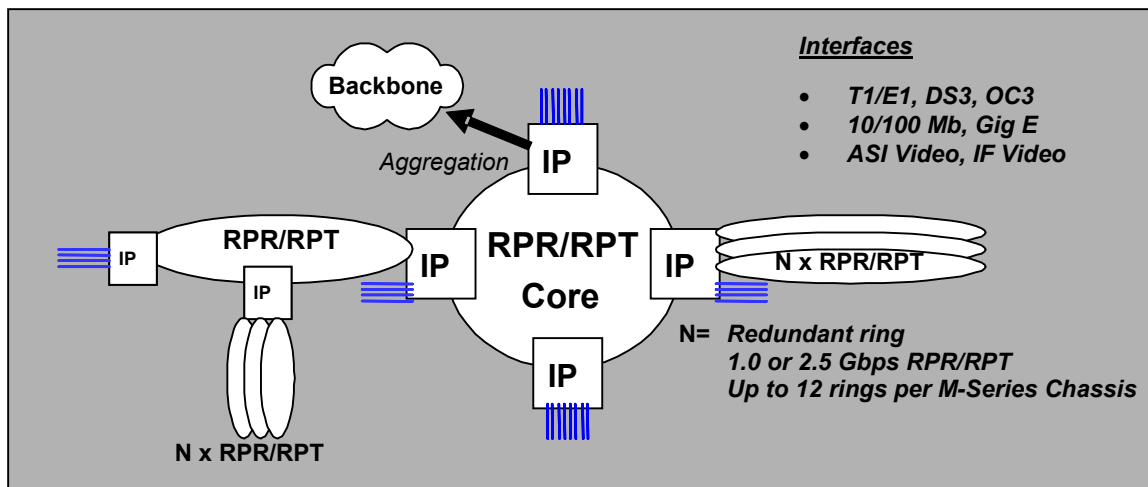 Interfaces
• T1/E1, DS3, OC3
• 10/100 Mb, Gig E
• ASI Video, IF Video
Backbone
Aggregation
IP
RPR/RPT
IP
IP
RPR/RPT
Core
IP
N x RPR/RPT
IP
IP
N x RPR/RPT
N= Redundant ring
1.0 or 2.5 Gbps RPR/RPT
Up to 12 rings per M-Series Chassis